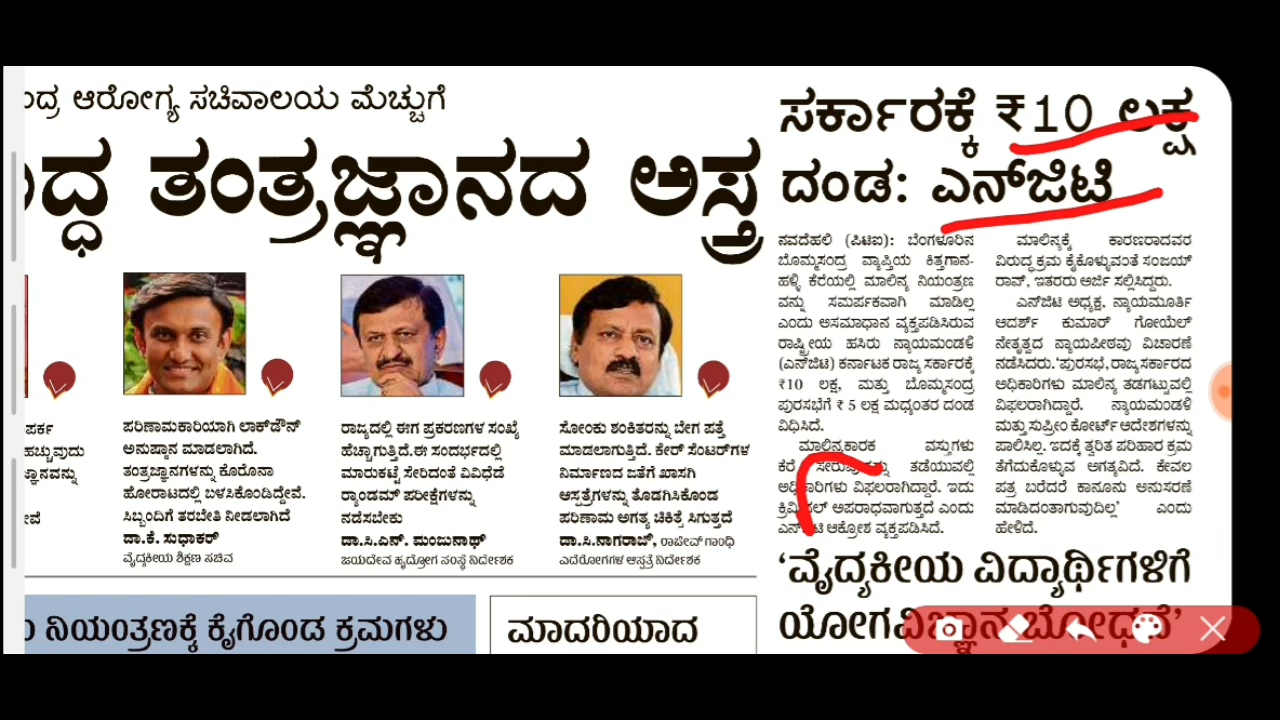 ಆರೋಗ್ಯ ಸಚಿವಾಲಯ ಮೆಚ್ಚುಗೆ
ತಂತ್ರಜ್ಞಾನದ ಅಸ್ತ್ರ
ಪರಿಣಾಮಕಾರಿಯಾಗಿ ಲಾಕ್‌ಡೌನ್
ಅನುಷ್ಠಾನ ಮಾಡಲಾಗಿದೆ.
ತಂತ್ರಜ್ಞಾನಗಳನ್ನು ಕೊರೊನಾ
ಹೋರಾಟದಲ್ಲಿ ಬಳಸಿಕೊಂಡಿದ್ದೇವೆ.
ಸಿಬ್ಬಂದಿಗೆ ತರಬೇತಿ ನೀಡಲಾಗಿದೆ
ಡಾ.ಕೆ. ಸುಧಾಕರ್
ವೈದ್ಯಕೀಯ ಶಿಕ್ಷಣ ಸಚಿವ
ರಾಜ್ಯದಲ್ಲಿ ಈಗ ಪ್ರಕರಣಗಳ ಸಂಖ್ಯೆ
ಹೆಚ್ಚಾಗುತ್ತಿದೆ.ಈ ಸಂದರ್ಭದಲ್ಲಿ
ಮಾರುಕಟ್ಟೆ ಸೇರಿದಂತೆ ವಿವಿಧೆಡೆ
ರ‍್ಯಾಂಡಮ್ ಪರೀಕ್ಷೆಗಳನ್ನು
ನಡೆಸಬೇಕು
ಡಾ.ಸಿ.ಎನ್. ಮಂಜುನಾಥ್
ಜಯದೇವ ಹೃದ್ರೋಗ ಸಂಸ್ಥೆ ನಿರ್ದೇಶಕ
ಸೋಂಕು ಶಂಕಿತರನ್ನು ಬೇಗ ಪತ್ತೆ
ಮಾಡಲಾಗುತ್ತಿದೆ. ಕೇರ್ ಸೆಂಟರ್‌ಗಳ
ನಿರ್ಮಾಣದ ಜತೆಗೆ ಖಾಸಗಿ
ಆಸ್ಪತ್ರೆಗಳನ್ನು ತೊಡಗಿಸಿಕೊಂಡ
ಪರಿಣಾಮ ಅಗತ್ಯ ಚಿಕಿತ್ಸೆ ಸಿಗುತ್ತದೆ
ಡಾ.ಸಿ.ನಾಗರಾಜ್, ರಾಜೀವ್ ಗಾಂಧಿ
ಎದೆರೋಗಗಳ ಆಸ್ಪತ್ರೆ ನಿರ್ದೇಶಕ
ನಿಯಂತ್ರಣಕ್ಕೆ ಕೈಗೊಂಡ ಕ್ರಮಗಳು
ಮಾದರಿಯಾದ
ಸರ್ಕಾರಕ್ಕೆ ₹10 ಲಕ್ಷ
ದಂಡ: ಎನ್‌ಜಿಟಿ
ನವದೆಹಲಿ (ಪಿಟಿಐ): ಬೆಂಗಳೂರಿನ
ಬೊಮ್ಮಸಂದ್ರ ವ್ಯಾಪ್ತಿಯ ಕಿತ್ತಗಾನ-
ಹಳ್ಳಿ ಕೆರೆಯಲ್ಲಿ ಮಾಲಿನ್ಯ ನಿಯಂತ್ರಣ
ವನ್ನು ಸಮರ್ಪಕವಾಗಿ ಮಾಡಿಲ್ಲ
ಎಂದು ಅಸಮಾಧಾನ ವ್ಯಕ್ತಪಡಿಸಿರುವ
ರಾಷ್ಟ್ರೀಯ ಹಸಿರು ನ್ಯಾಯಮಂಡಳಿ
(ಎನ್‌ಜಿಟಿ) ಕರ್ನಾಟಕ ರಾಜ್ಯ ಸರ್ಕಾರಕ್ಕೆ
₹10 ಲಕ್ಷ, ಮತ್ತು ಬೊಮ್ಮಸಂದ್ರ
ಪುರಸಭೆಗೆ ₹ 5 ಲಕ್ಷ ಮಧ್ಯಂತರ ದಂಡ
ವಿಧಿಸಿದೆ.
ಮಾಲಿನ್ಯಕಾರಕ ವಸ್ತುಗಳು
ಕೆರೆ ಸೇರುವುದನ್ನು ತಡೆಯುವಲ್ಲಿ
ಅಧಿಕಾರಿಗಳು ವಿಫಲರಾಗಿದ್ದಾರೆ. ಇದು
ಕ್ರಿಮಿನಲ್ ಅಪರಾಧವಾಗುತ್ತದೆ ಎಂದು
ಎನ್‌ಜಿಟಿ ಆಕ್ರೋಶ ವ್ಯಕ್ತಪಡಿಸಿದೆ.
ಮಾಲಿನ್ಯಕ್ಕೆ ಕಾರಣರಾದವರ
ವಿರುದ್ಧ ಕ್ರಮ ಕೈಕೊಳ್ಳುವಂತೆ ಸಂಜಯ್
ರಾವ್, ಇತರರು ಅರ್ಜಿ ಸಲ್ಲಿಸಿದ್ದರು.
ಎನ್‌ಜಿಟಿ ಅಧ್ಯಕ್ಷ, ನ್ಯಾಯಮೂರ್ತಿ
ಆದರ್ಶ್ ಕುಮಾರ್ ಗೋಯೆಲ್
ನೇತೃತ್ವದ ನ್ಯಾಯಪೀಠವು ವಿಚಾರಣೆ
ನಡೆಸಿದರು. ‘ಪುರಸಭೆ, ರಾಜ್ಯ ಸರ್ಕಾರದ
ಅಧಿಕಾರಿಗಳು ಮಾಲಿನ್ಯ ತಡಗಟ್ಟುವಲ್ಲಿ
ವಿಫಲರಾಗಿದ್ದಾರೆ. ನ್ಯಾಯಮಂಡಳಿ
ಮತ್ತು ಸುಪ್ರೀಂ ಕೋರ್ಟ್ ಆದೇಶಗಳನ್ನು
ಪಾಲಿಸಿಲ್ಲ. ಇದಕ್ಕೆ ತ್ವರಿತ ಪರಿಹಾರ ಕ್ರಮ
ತೆಗೆದುಕೊಳ್ಳುವ ಅಗತ್ಯವಿದೆ. ಕೇವಲ
ಪತ್ರ ಬರೆದರೆ ಕಾನೂನು ಅನುಸರಣೆ
ಮಾಡಿದಂತಾಗುವುದಿಲ್ಲ’ ಎಂದು
ಹೇಳಿದೆ.
‘ವೈದ್ಯಕೀಯ ವಿದ್ಯಾರ್ಥಿಗಳಿಗೆ
ಯೋಗವಿಜ್ಞಾನ ಬೋಧನೆ’